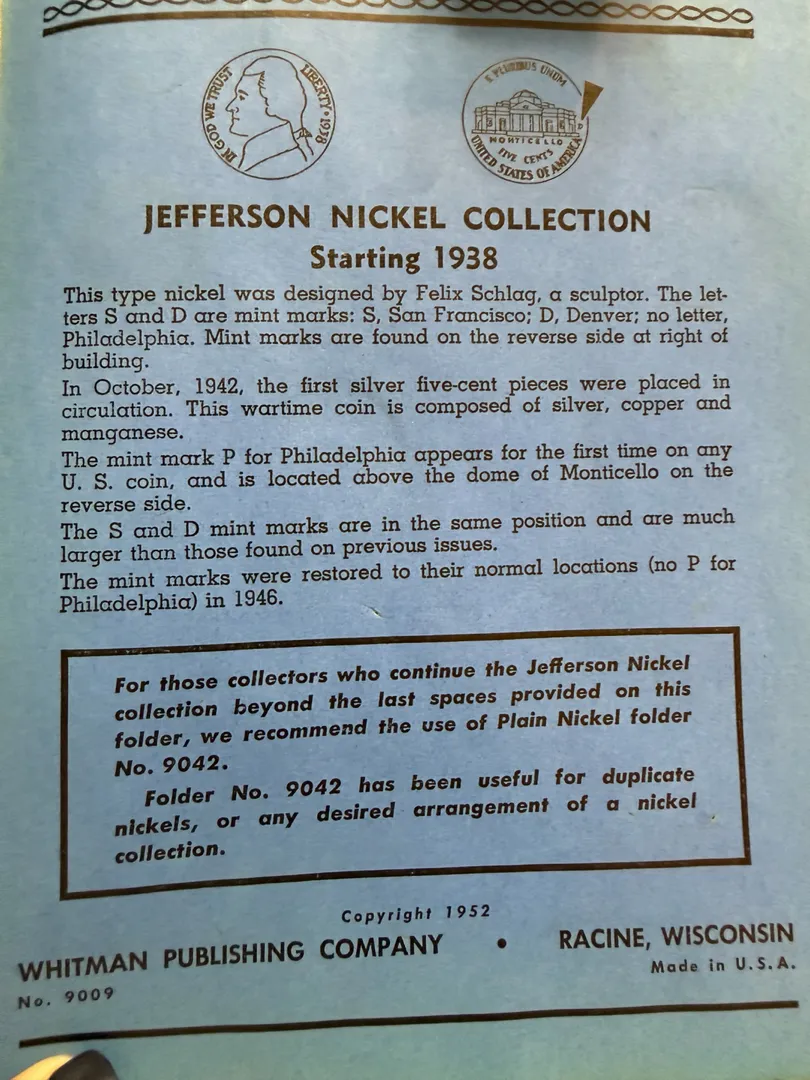 IN GOD WE TRUST LIBERTY • 1938
E PLURIBUS UNUM
MONTICELLO
FIVE CENTS
UNITED STATES OF AMERICA
JEFFERSON NICKEL COLLECTION
Starting 1938
This type nickel was designed by Felix Schlag, a sculptor. The let-
ters S and D are mint marks: S, San Francisco; D, Denver; no letter,
Philadelphia. Mint marks are found on the reverse side at right of
building.
In October, 1942, the first silver five-cent pieces were placed in
circulation. This wartime coin is composed of silver, copper and
manganese.
The mint mark P for Philadelphia appears for the first time on any
U. S. coin, and is located above the dome of Monticello on the
reverse side.
The S and D mint marks are in the same position and are much
larger than those found on previous issues.
The mint marks were restored to their normal locations (no P for
Philadelphia) in 1946.
For those collectors who continue the Jefferson Nickel
collection beyond the last spaces provided on this
folder, we recommend the use of Plain Nickel folder
No. 9042.
Folder No. 9042 has been useful for duplicate
nickels, or any desired arrangement of a nickel
collection.
Copyright 1952
WHITMAN PUBLISHING COMPANY • RACINE, WISCONSIN
No. 9009 Made in U.S.A.